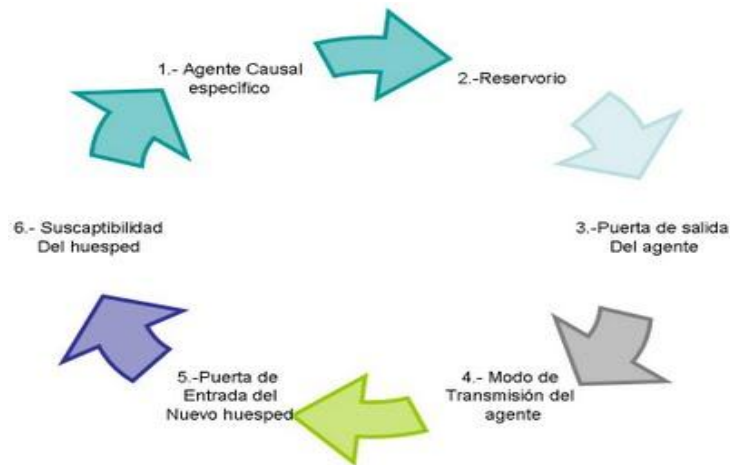 1.- Agente Causal
específico
2.-Reservorio
3.-Puerta de salida
Del agente
4.- Modo de
Transmisión del
agente
5.-Puerta de
Entrada del
Nuevo huesped
6.- Suscaptibilidad
Del huesped